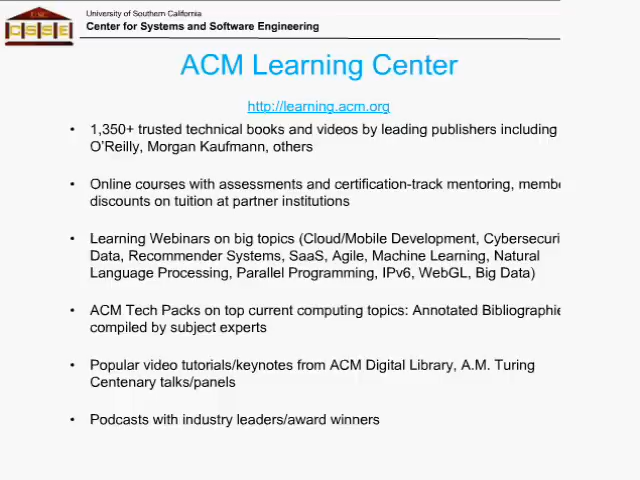 USC
CSSE
University of Southern California
Center for Systems and Software Engineering
ACM Learning Center
http://learning.acm.org
• 1,350+ trusted technical books and videos by leading publishers including
O'Reilly, Morgan Kaufmann, others
• Online courses with assessments and certification-track mentoring, membe
discounts on tuition at partner institutions
• Learning Webinars on big topics (Cloud/Mobile Development, Cybersecuri
Data, Recommender Systems, SaaS, Agile, Machine Learning, Natural
Language Processing, Parallel Programming, IPv6, WebGL, Big Data)
• ACM Tech Packs on top current computing topics: Annotated Bibliographie
compiled by subject experts
• Popular video tutorials/keynotes from ACM Digital Library, A.M. Turing
Centenary talks/panels
• Podcasts with industry leaders/award winners